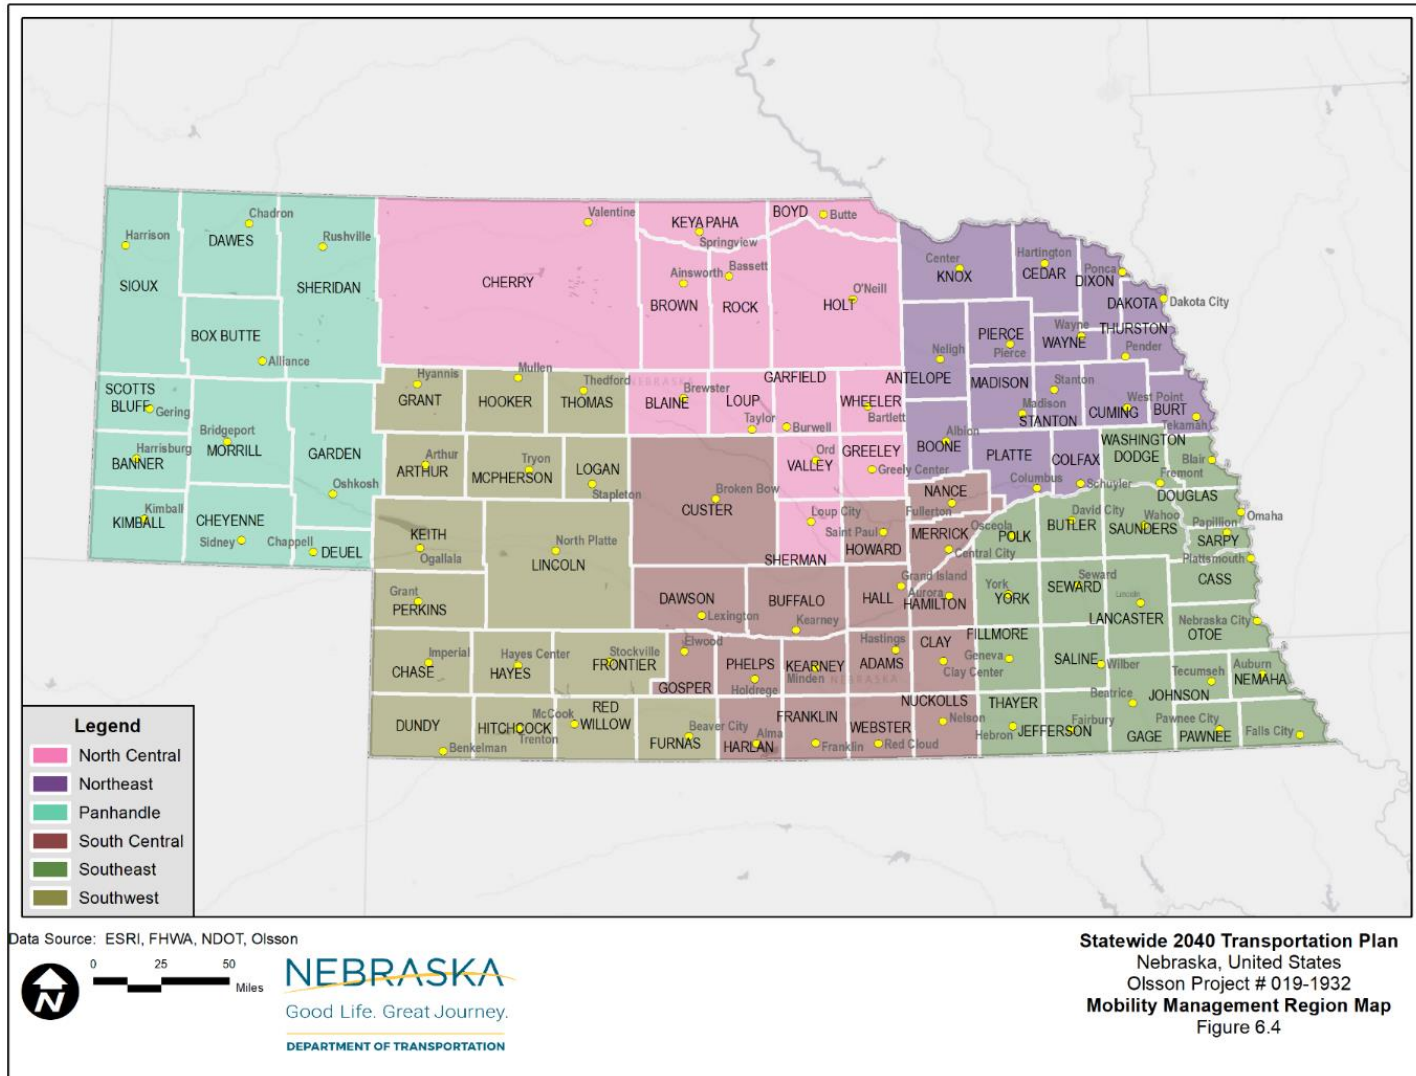 Chadron
Harrison
DAWES
Rushville
SIOUX
SHERIDAN
BOX BUTTE
Alliance
SCOTTS
BLUFF
Gering
Bridgeport
MORRILL
Harrisburg
BANNER
GARDEN
Oshkosh
Kimball
KIMBALL
CHEYENNE
Sidney
Chappell
DEUEL
Valentine
CHERRY
KEYA PAHA
Springview
BOYD
Butte
Ainsworth
Bassett
BROWN
ROCK
O'Neill
HOLT
Hyannis
GRANT
Mullen
HOOKER
Thedford
THOMAS
NEBRASKA
Brewster
BLAINE
LOUP
Taylor
GARFIELD
Burwell
WHEELER
Bartlett
Arthur
ARTHUR
Tryon
MCPHERSON
LOGAN
Stapleton
Broken Bow
CUSTER
Ord
VALLEY
GREELEY
Greely Center
Loup City
SHERMAN
Saint Paul
HOWARD
KEITH
Ogallala
North Platte
LINCOLN
Grant
PERKINS
DAWSON
Lexington
BUFFALO
Kearney
HALL
Grand Island
Aurora
HAMILTON
NANCE
Fullerton
MERRICK
Central City
Imperial
CHASE
Hayes Center
HAYES
Stockville
FRONTIER
Elwood
GOSPER
PHELPS
Holdrege
KEARNEY
Minden
Hastings
ADAMS
NEBRASKA
CLAY
Clay Center
DUNDY
Benkelman
HITCHCOCK
Trenton
McCook
RED
WILLOW
Beaver City
FURNAS
Alma
HARLAN
FRANKLIN
Franklin
WEBSTER
Red Cloud
NUCKOLLS
Nelson
Center
KNOX
Hartington
CEDAR
Ponca
DIXON
DAKOTA
Dakota City
THURSTON
Pender
PIERCE
Pierce
Wayne
WAYNE
Neligh
ANTELOPE
MADISON
Madison
Stanton
STANTON
West Point
CUMING
BURT
Tekamah
Albion
BOONE
PLATTE
Columbus
COLFAX
Schuyler
WASHINGTON
DODGE
Blair
Fremont
DOUGLAS
Omaha
Papillion
SARPY
Osceola
POLK
David City
BUTLER
Wahoo
SAUNDERS
Plattsmouth
CASS
York
YORK
Seward
SEWARD
Lincoln
LANCASTER
Nebraska City
OTOE
FILLMORE
Geneva
SALINE
Wilber
Tecumseh
JOHNSON
Auburn
NEMAHA
THAYER
Hebron
JEFFERSON
Fairbury
Beatrice
GAGE
Pawnee City
PAWNEE
Falls City
Legend
North Central
Northeast
Panhandle
South Central
Southeast
Southwest
Data Source: ESRI, FHWA, NDOT, Olsson
N
0 25 50
Miles
NEBRASKA
Good Life. Great Journey.
DEPARTMENT OF TRANSPORTATION
Statewide 2040 Transportation Plan
Nebraska, United States
Olsson Project # 019-1932
Mobility Management Region Map
Figure 6.4